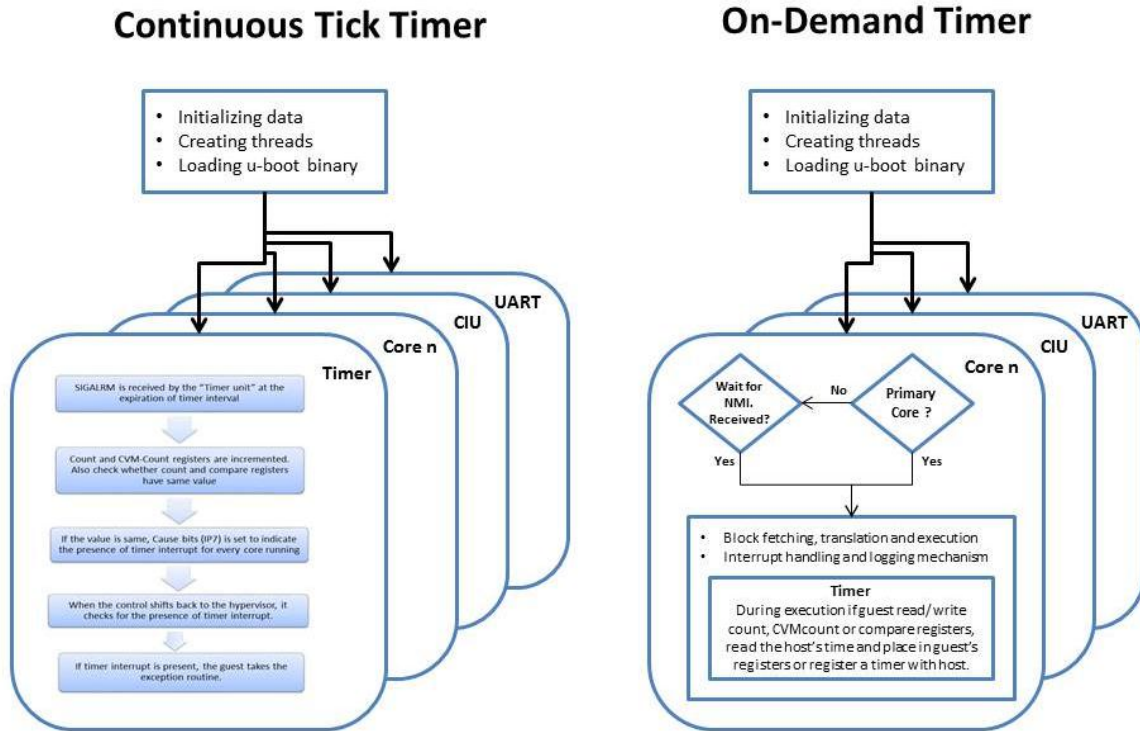 Continuous Tick Timer
• Initializing data
• Creating threads
• Loading u-boot binary
UART
CIU
Core n
Timer
SIGALRM is received by the "Timer unit" at the
expiration of timer interval
Count and CVM-Count registers are incremented.
Also check whether count and compare registers
have same value
If the value is same, Cause bits (IP7) is set to indicate
the presence of timer interrupt for every core running
When the control shifts back to the hypervisor, it
checks for the presence of timer interrupt.
If timer interrupt is present, the guest takes the
exception routine.
On-Demand Timer
• Initializing data
• Creating threads
• Loading u-boot binary
UART
CIU
Core n
Wait for
NMI.
Received?
No
Primary
Core ?
Yes
Yes
• Block fetching, translation and execution
• Interrupt handling and logging mechanism
Timer
During execution if guest read/write
count, CVMcount or compare registers,
read the host's time and place in guest's
registers or register a timer with host.